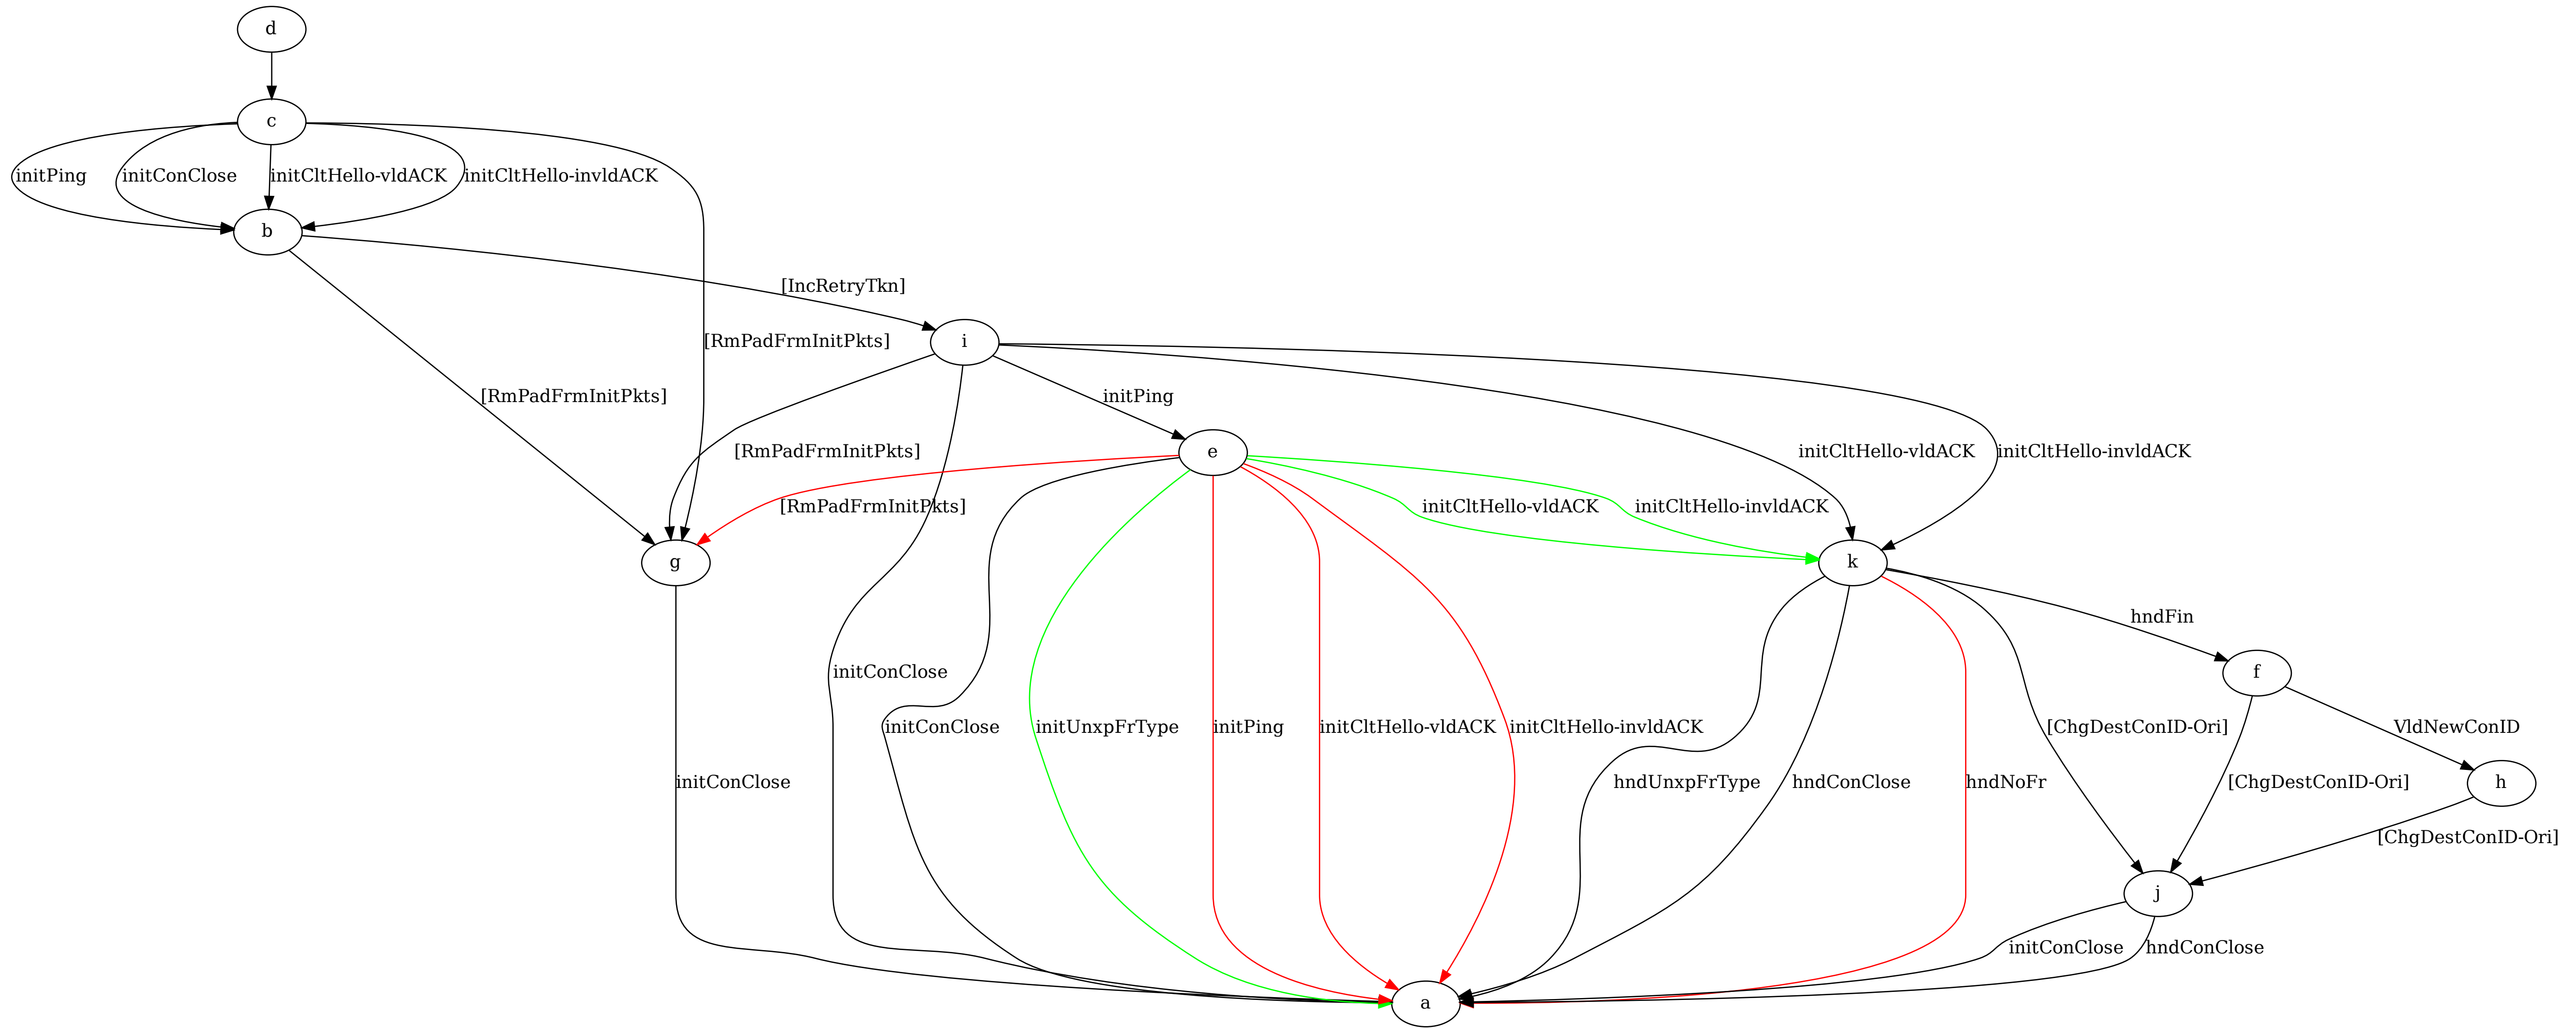 d
c
initPing
initConClose
initCltHello-vldACK
initCltHello-invldACK
b
[IncRetryTkn]
i
[RmPadFrmInitPkts]
[RmPadFrmInitPkts]
initPing
[RmPadFrmInitPkts]
e
initCltHello-vldACK
initCltHello-invldACK
[RmPadFrmInitPkts]
initCltHello-vldACK
initCltHello-invldACK
g
k
hndFin
initConClose
f
initConClose
initUnxpFrType
initPing
initCltHello-vldACK
initCltHello-invldACK
[ChgDestConID-Ori]
VldNewConID
initConClose
hndUnxpFrType
hndConClose
hndNoFr
[ChgDestConID-Ori]
h
[ChgDestConID-Ori]
j
initConClose
hndConClose
a